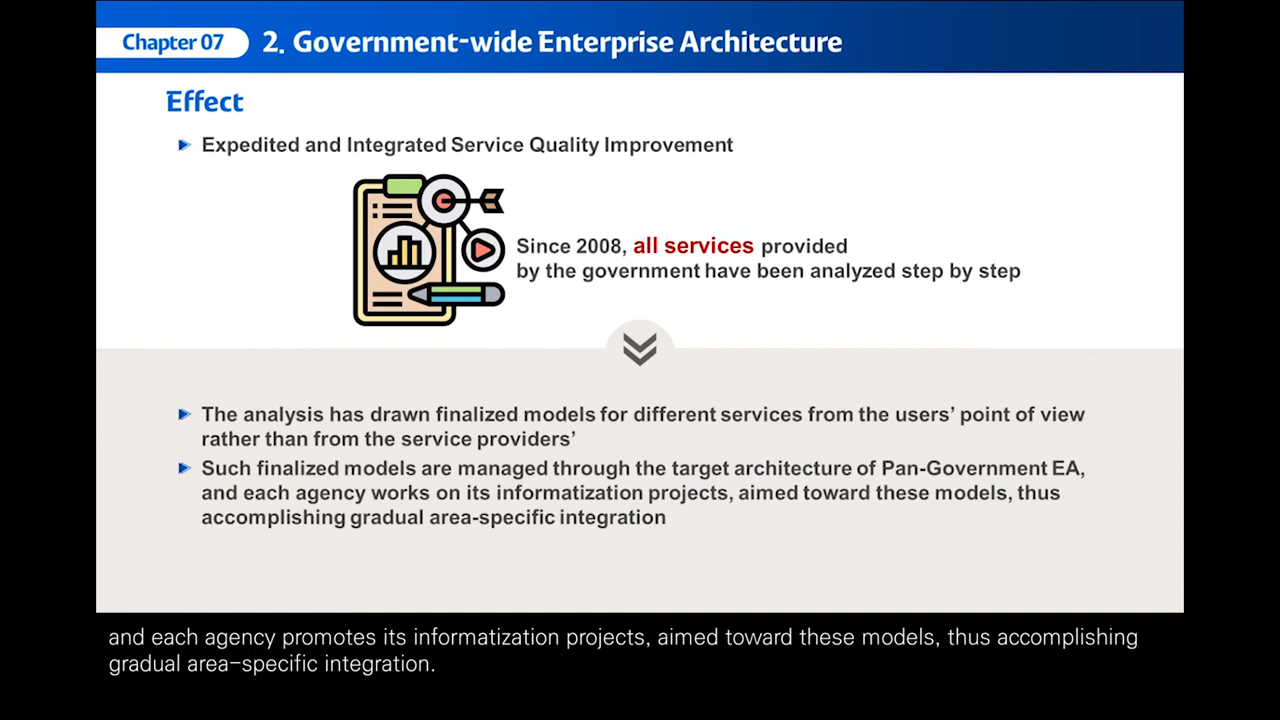 Chapter 07
2. Government-wide Enterprise Architecture
Effect
Expedited and Integrated Service Quality Improvement
Since 2008, all services provided
by the government have been analyzed step by step
The analysis has drawn finalized models for different services from the users’ point of view
rather than from the service providers’
Such finalized models are managed through the target architecture of Pan-Government EA,
and each agency works on its informatization projects, aimed toward these models, thus
accomplishing gradual area-specific integration
and each agency promotes its informatization projects, aimed toward these models, thus accomplishing
gradual area-specific integration.